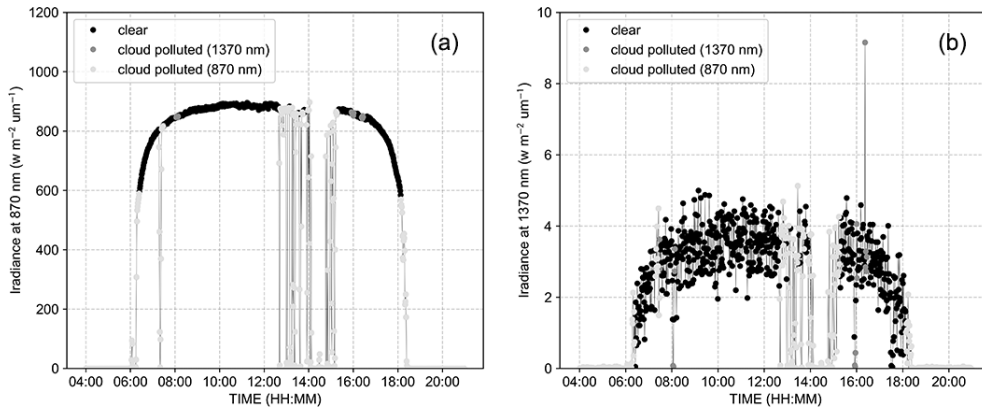 1200
1000
800
600
400
200
0
Iradiance at 870 nm (w m⁻² um⁻¹)
clear
cloud polluted (1370 nm)
cloud polluted (870 nm)
(a)
04:00 06:00 08:00 10:00 12:00 14:00 16:00 18:00 20:00
TIME (HH:MM)
10
8
6
4
2
0
Iradiance at 1370 nm (w m⁻² um⁻¹)
clear
cloud polluted (1370 nm)
cloud polluted (870 nm)
(b)
04:00 06:00 08:00 10:00 12:00 14:00 16:00 18:00 20:00
TIME (HH:MM)